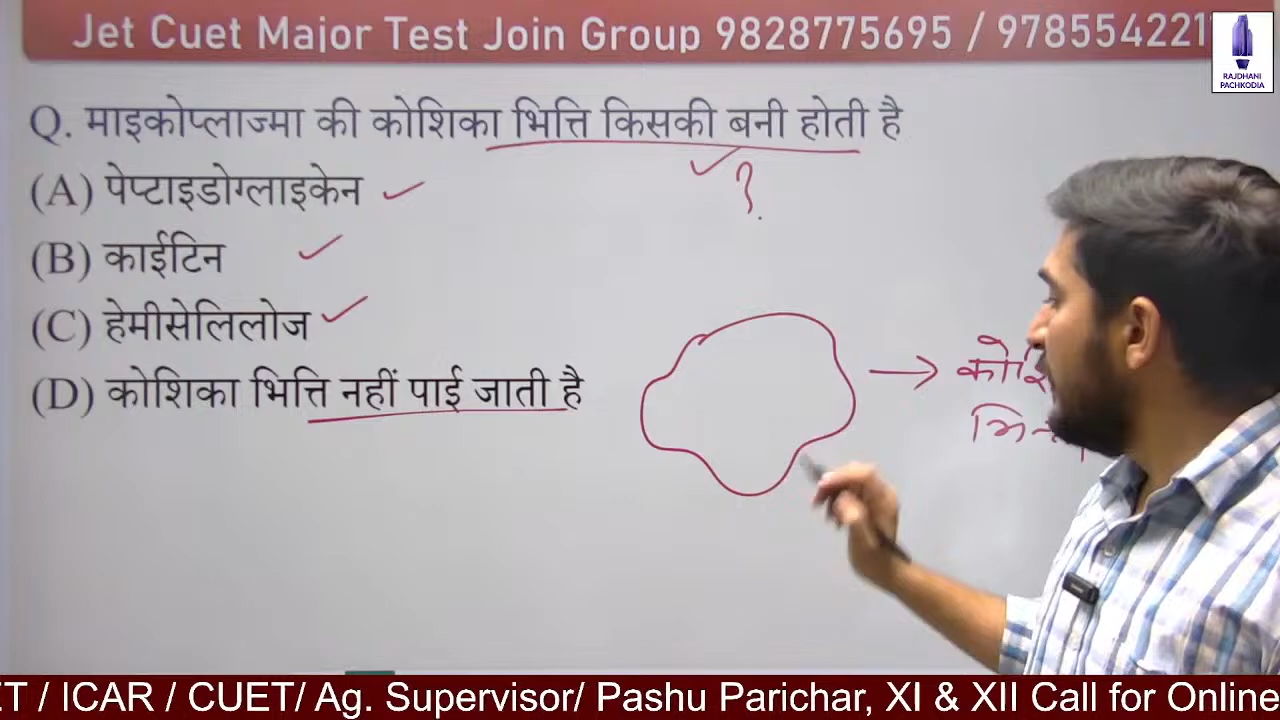 Jet Cuet Major Test Join Group 9828775695 / 978554221
RAJDHANI
PACHKODIA
Q. माइकोप्लाज्मा की कोशिका भित्ति किसकी बनी होती है
?
(A) पेप्टाइडोग्लाइकेन
(B) काईटिन
(C) हेमीसेलिलोज
(D) कोशिका भित्ति नहीं पाई जाती है
ET / ICAR / CUET/ Ag. Supervisor/ Pashu Parichar, XI & XII Call for Online